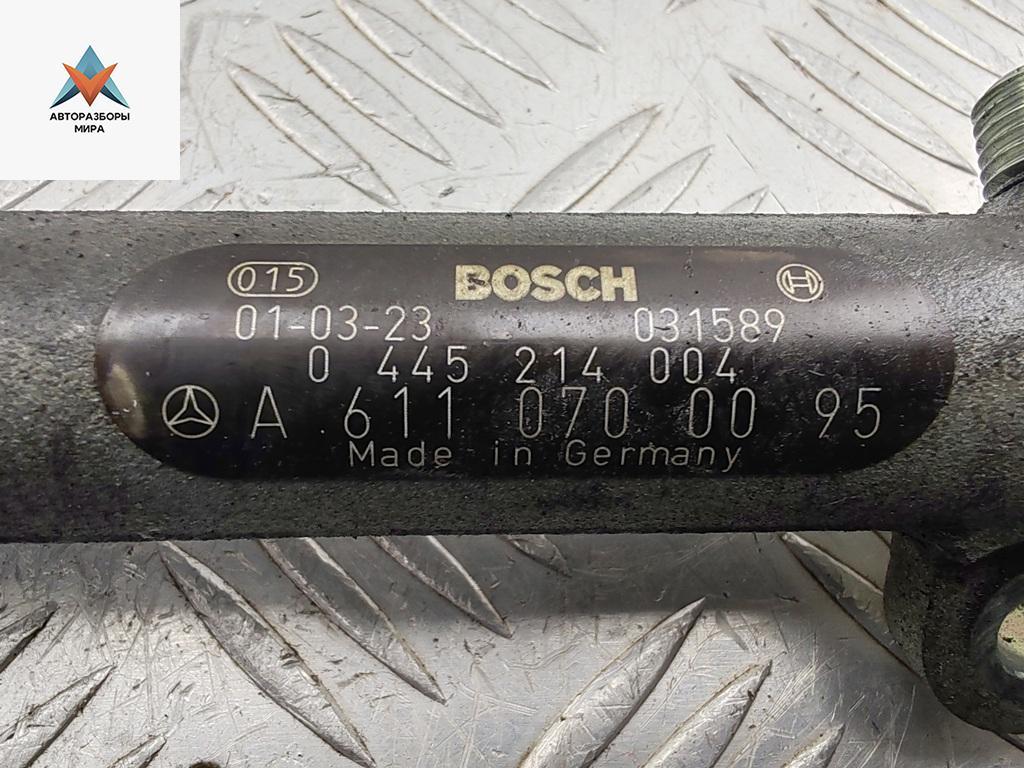 АВТОРАЗБОРЫ
МИРА
015 BOSCH
01-03-23 031589
0 445 214 004
A 611 070 00 95
Made in Germany